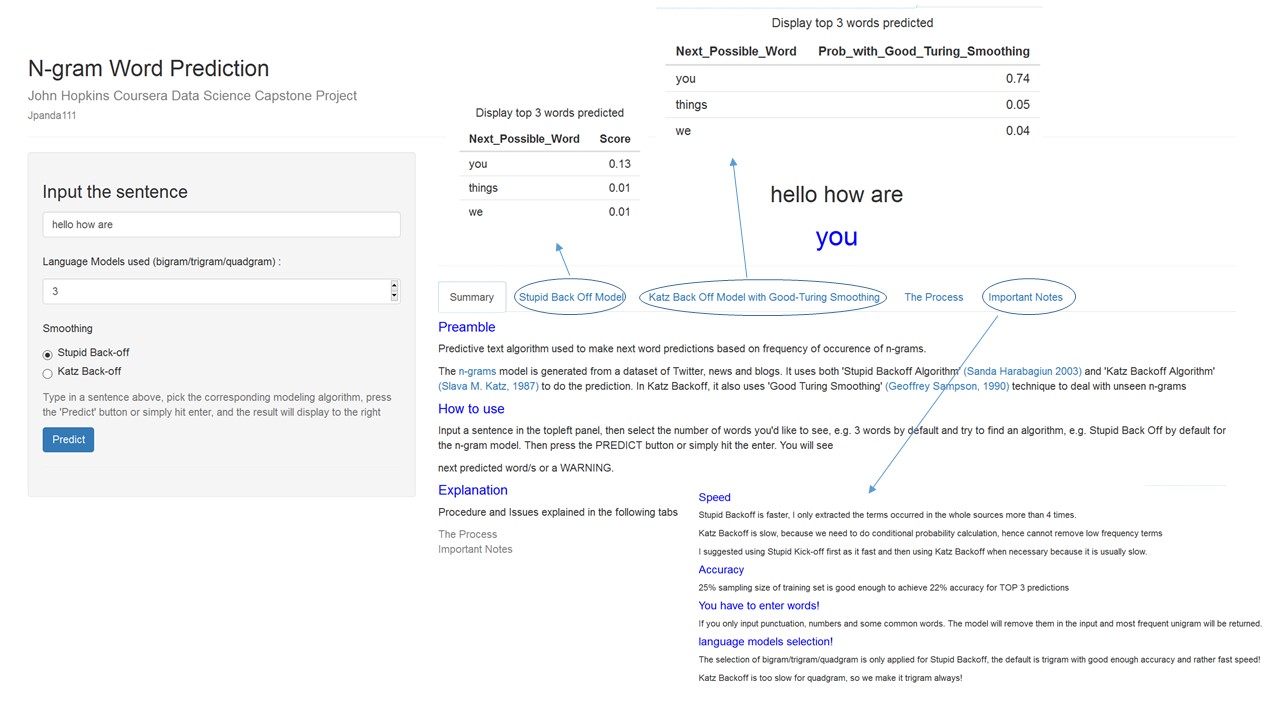 N-gram Word Prediction
John Hopkins Coursera Data Science Capstone Project
Jpanda111
Input the sentence
hello how are
Language Models used (bigram/trigram/quadgram) :
3
Smoothing
Stupid Back-off
Katz Back-off
Type in a sentence above, pick the corresponding modeling algorithm, press
the 'Predict' button or simply hit enter, and the result will display to the right
Predict
Display top 3 words predicted
Next_Possible_Word Score
you 0.13
things 0.01
we 0.01
Display top 3 words predicted
Next_Possible_Word Prob_with_Good_Turing_Smoothing
you 0.74
things 0.05
we 0.04
hello how are
you
Summary Stupid Back Off Model Katz Back Off Model with Good-Turing Smoothing The Process Important Notes
Preamble
Predictive text algorithm used to make next word predictions based on frequency of occurence of n-grams.
The n-grams model is generated from a dataset of Twitter, news and blogs. It uses both 'Stupid Backoff Algorithm' (Sanda Harabagiun 2003) and 'Katz Backoff Algorithm'
(Slava M. Katz, 1987) to do the prediction. In Katz Backoff, it also uses 'Good Turing Smoothing' (Geoffrey Sampson, 1990) technique to deal with unseen n-grams
How to use
Input a sentence in the topleft panel, then select the number of words you'd like to see, e.g. 3 words by default and try to find an algorithm, e.g. Stupid Back Off by default for
the n-gram model. Then press the PREDICT button or simply hit the enter. You will see
next predicted word/s or a WARNING.
Explanation
Procedure and Issues explained in the following tabs
The Process
Important Notes
Speed
Stupid Backoff is faster, I only extracted the terms occurred in the whole sources more than 4 times.
Katz Backoff is slow, because we need to do conditional probability calculation, hence cannot remove low frequency terms
I suggested using Stupid Kick-off first as it fast and then using Katz Backoff when necessary because it is usually slow.
Accuracy
25% sampling size of training set is good enough to achieve 22% accuracy for TOP 3 predictions
You have to enter words!
If you only input punctuation, numbers and some common words. The model will remove them in the input and most frequent unigram will be returned.
language models selection!
The selection of bigram/trigram/quadgram is only applied for Stupid Backoff, the default is trigram with good enough accuracy and rather fast speed!
Katz Backoff is too slow for quadgram, so we make it trigram always!